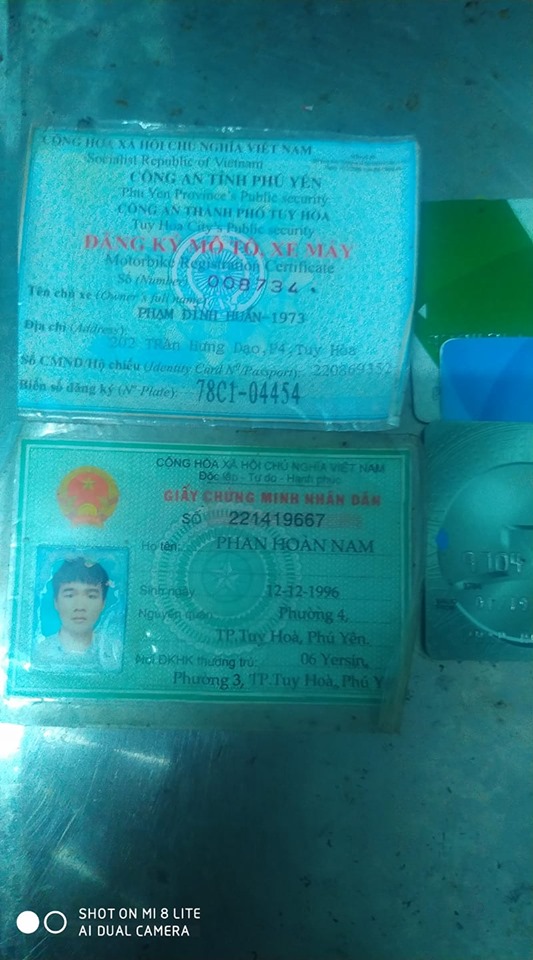 CỘNG HÒA XÃ HỘI CHỦ NGHĨA VIỆT NAM
Socialist Republic of Vietnam
CÔNG AN TỈNH PHÚ YÊN
Phu Yen Province's Public security
CÔNG AN THÀNH PHỐ TUY HÒA
Tuy Hoa City's Public security
ĐĂNG KÝ MÔ TÔ, XE MÁY
Motorbike Registration Certificate
Số (Number): 008734
Tên chủ xe (Owner's full name):
PHẠM ĐÌNH HUÂN-1973
Địa chỉ (Address):
202 Trần Hưng Đạo, P4, Tuy Hòa
Số CMND/Hộ chiếu (Identity Card Nº/Passport):
Biển số đăng ký (Nº Plate): 78C1-04454
CỘNG HÒA XÃ HỘI CHỦ NGHĨA VIỆT NAM
Độc lập - Tự do - Hạnh phúc
GIẤY CHỨNG MINH NHÂN DÂN
SỐ 221419667
Họ tên: PHAN HOÀN NAM
Sinh ngày 12-12-1996
Nguyên quán Phường 4,
TP.Tuy Hoà, Phú Yên.
Nơi ĐKHK thường trú: 06 Yersin,
Phường 3, TP.Tuy Hoà, Phú Y
SHOT ON MI 8 LITE
AI DUAL CAMERA